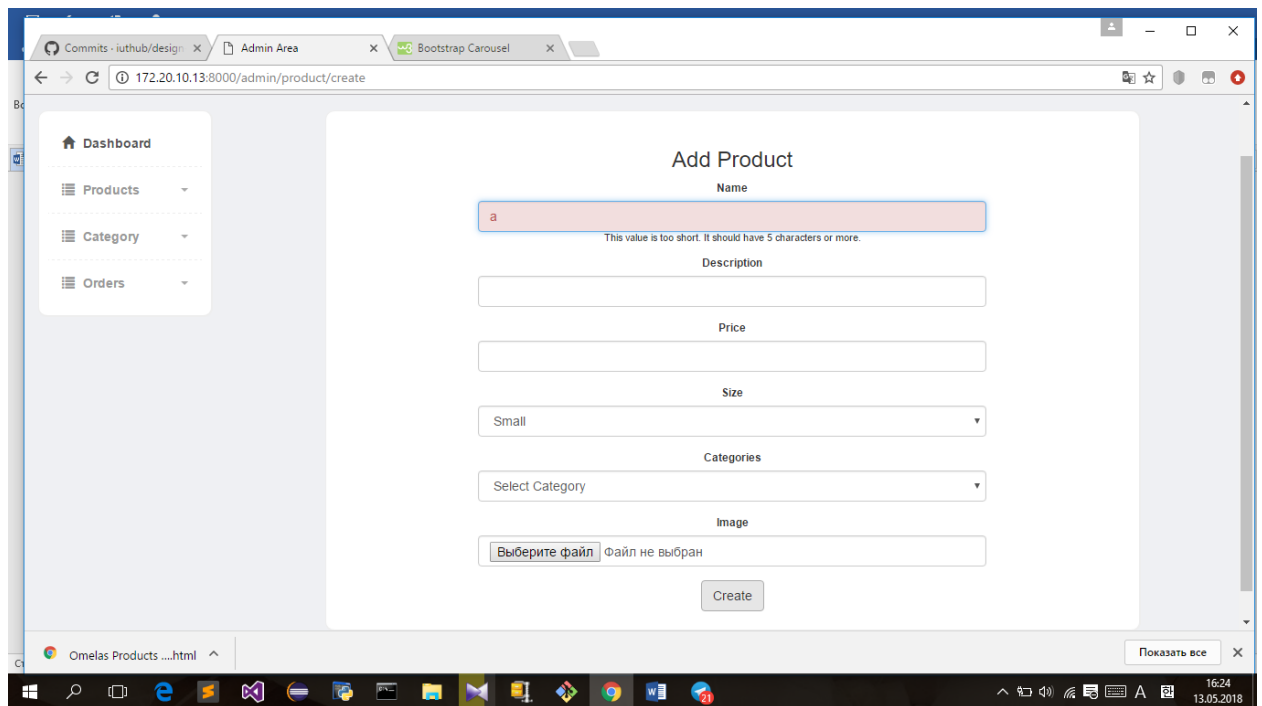 Commits · iuthub/design
Admin Area
Bootstrap Carousel
172.20.10.13:8000/admin/product/create
Dashboard
Products
Category
Orders
Add Product
Name
a
This value is too short. It should have 5 characters or more.
Description
Price
Size
Small
Categories
Select Category
Image
Выберите файл Файл не выбран
Create
Omelas Products ....html
Показать все
21
A
16:24
13.05.2018